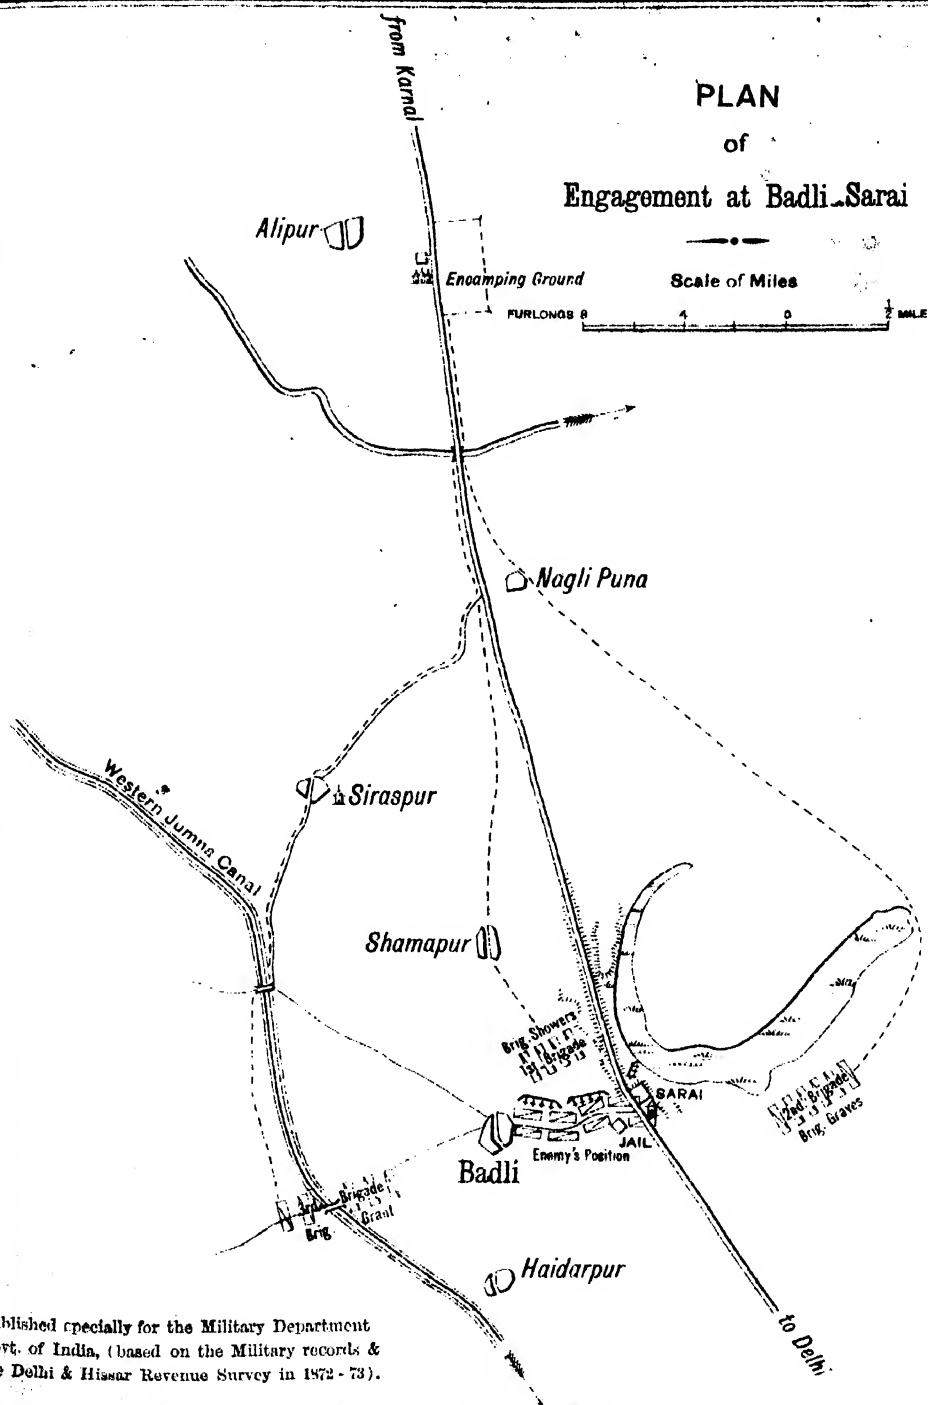 from Karnal
PLAN
of
Engagement at Badli-Sarai
Scale of Miles
FURLONGS 8 4 0 ½ MILE
Alipur
Encamping Ground
Nagli Puna
Western Jumna Canal
Siraspur
Shamapur
Brig Showers
1st Brigade
SARAI
2nd Brigade
Brig. Graves
JAIL
Enemy's Position
Badli
3rd Brigade
Brig. Grant
Haidarpur
to Delhi
blished specially for the Military Department
vt. of India, (based on the Military records &
e Delhi & Hissar Revenue Survey in 1872-73).